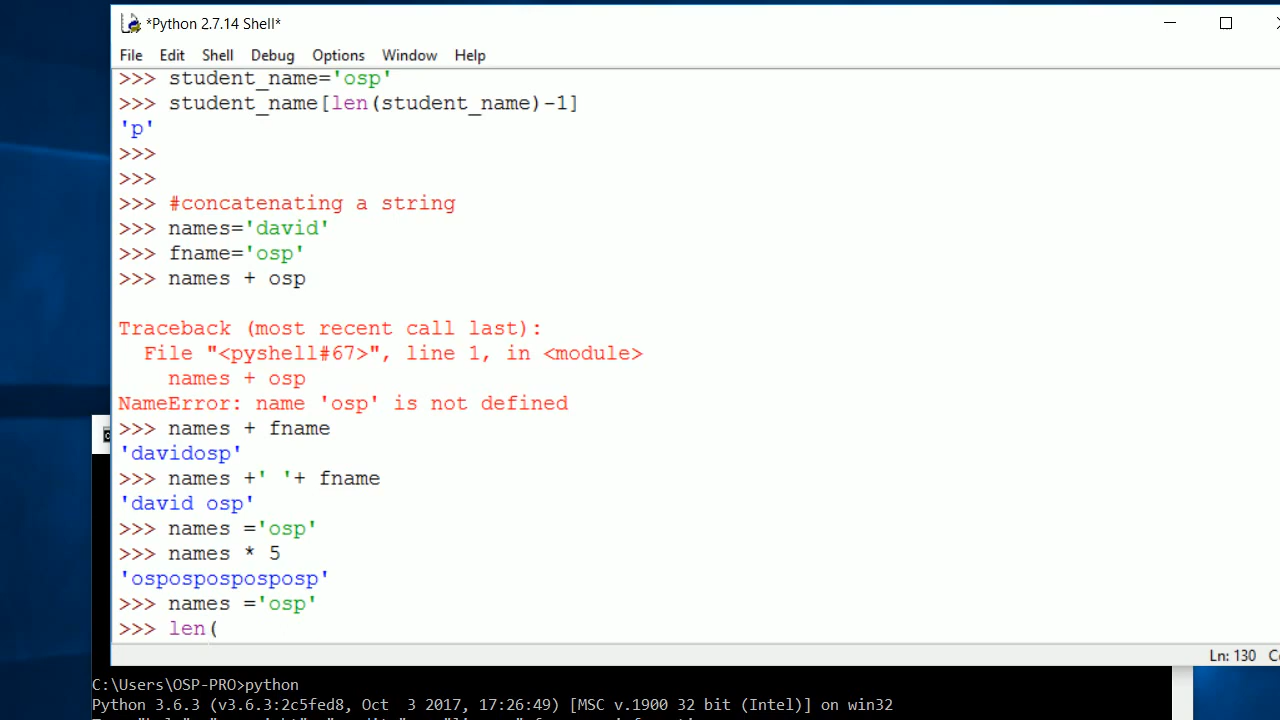 *Python 2.7.14 Shell*
File Edit Shell Debug Options Window Help
>>> student_name='osp'
>>> student_name[len(student_name)-1]
'p'
>>>
>>>
>>> #concatenating a string
>>> names='david'
>>> fname='osp'
>>> names + osp
Traceback (most recent call last):
  File "<pyshell#67>", line 1, in <module>
    names + osp
NameError: name 'osp' is not defined
>>> names + fname
'davidosp'
>>> names +' '+ fname
'david osp'
>>> names ='osp'
>>> names * 5
'osposposposposp'
>>> names ='osp'
>>> len(
Ln: 130
C:\Users\OSP-PRO>python
Python 3.6.3 (v3.6.3:2c5fed8, Oct  3 2017, 17:26:49) [MSC v.1900 32 bit (Intel)] on win32